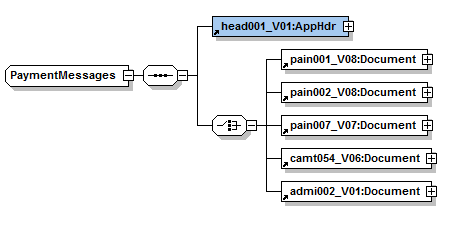 head001_V01:AppHdr
PaymentMessages
pain001_V08:Document
pain002_V08:Document
pain007_V07:Document
camt054_V06:Document
admi002_V01:Document